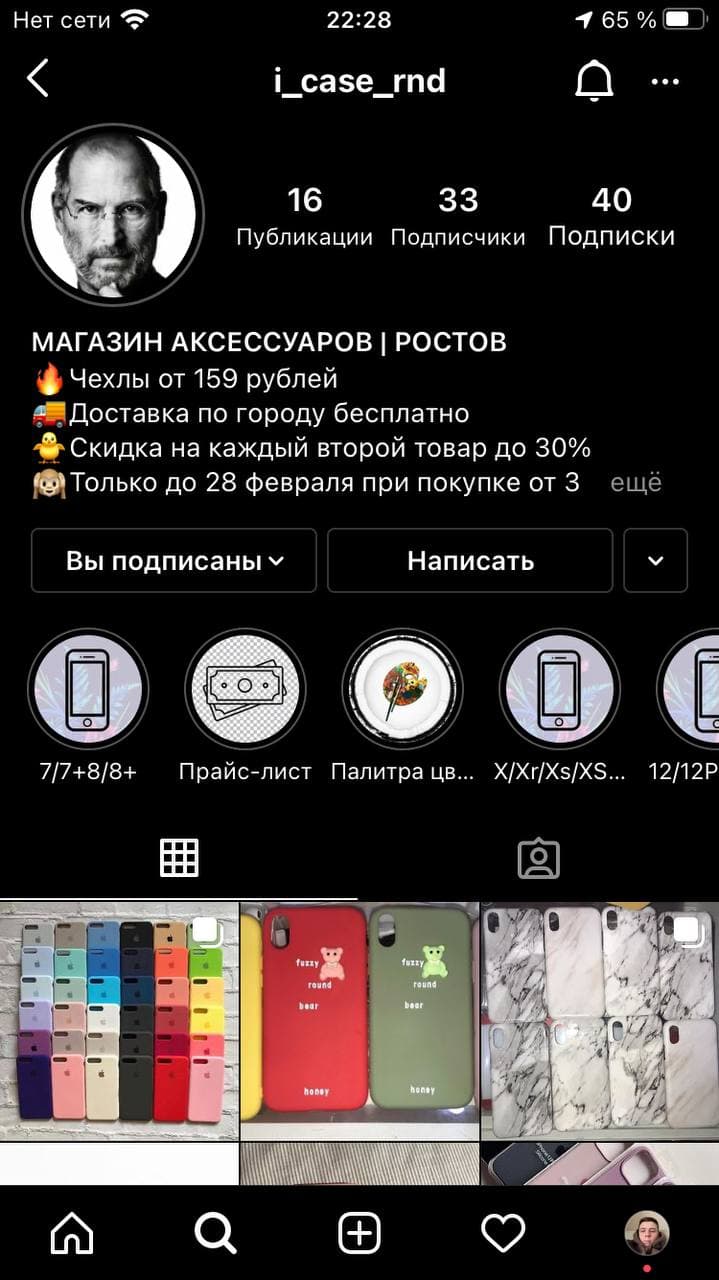 Нет сети 22:28 65 %
i_case_rnd
16 33 40
Публикации Подписчики Подписки
МАГАЗИН АКСЕССУАРОВ | РОСТОВ
🔥Чехлы от 159 рублей
🚚Доставка по городу бесплатно
🐥Скидка на каждый второй товар до 30%
🙉Только до 28 февраля при покупке от 3 ещё
Вы подписаны Написать
7/7+8/8+ Прайс-лист Палитра цв... X/Xr/Xs/XS... 12/12P
fuzzy fuzzy
round round
bear bear
honey honey